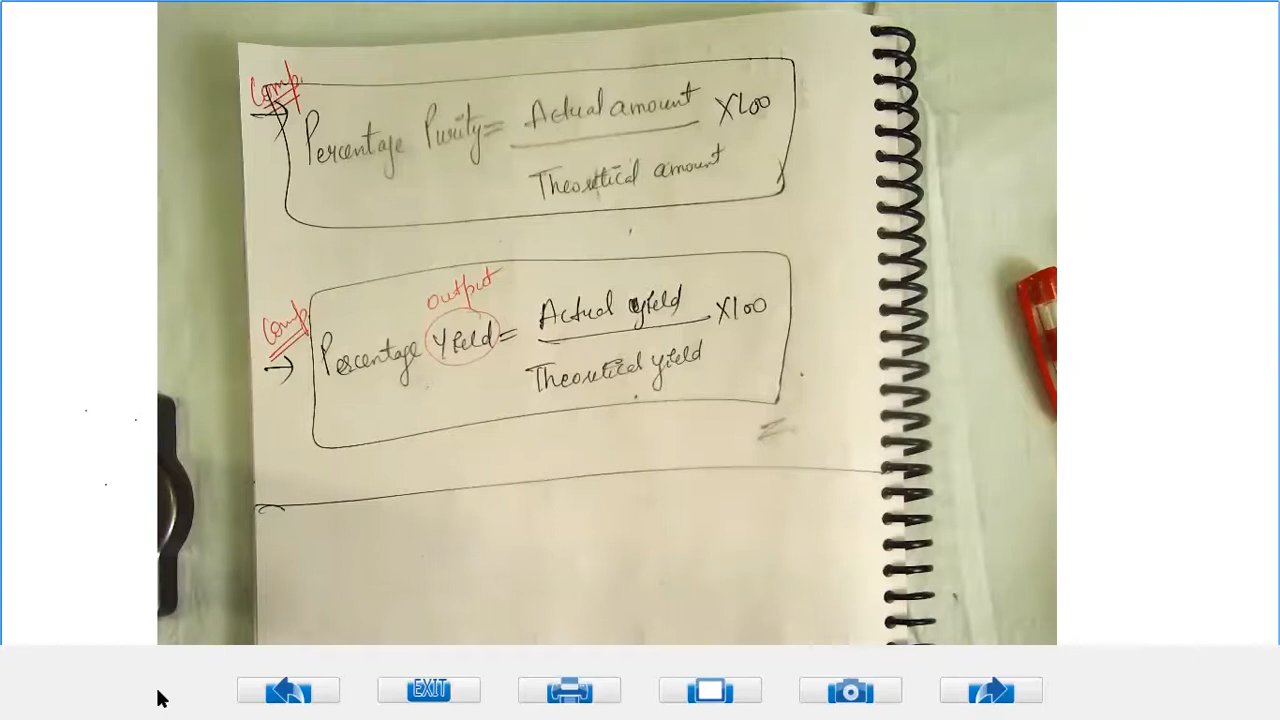 Comp.
Percentage Purity= Actual amount X100
Theoretical amount
output
Comp.
Percentage Yield= Actual yield X100
Theoretical yield
EXIT